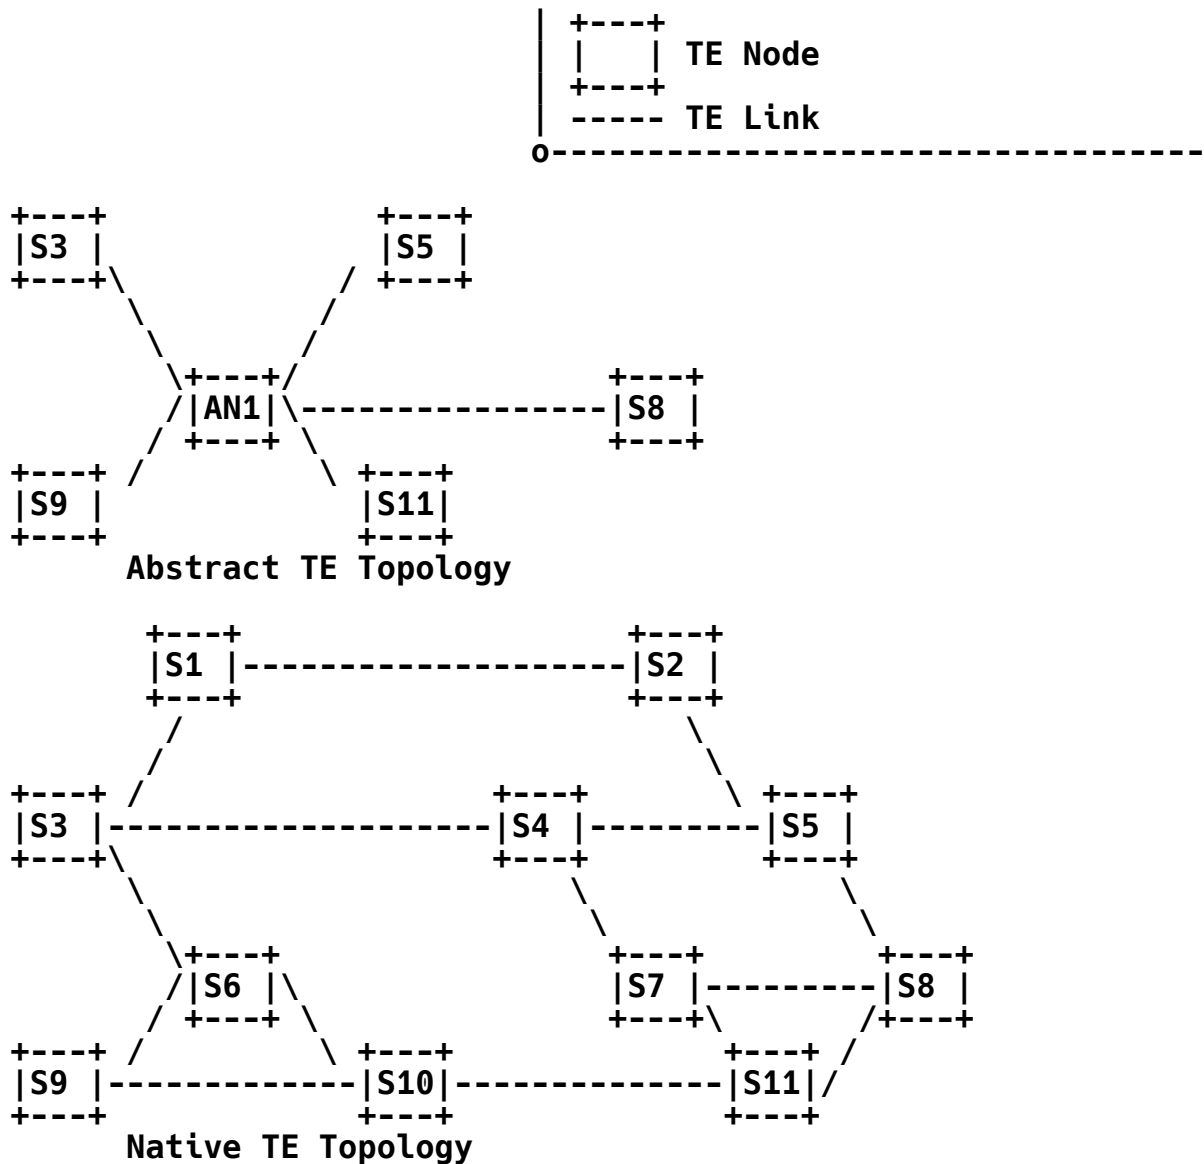 TE Node
TE Link
S3 S5
AN1 S8
S9 S11
Abstract TE Topology
S1 S2
S3 S4 S5
S6 S7 S8
S9 S10 S11
Native TE Topology